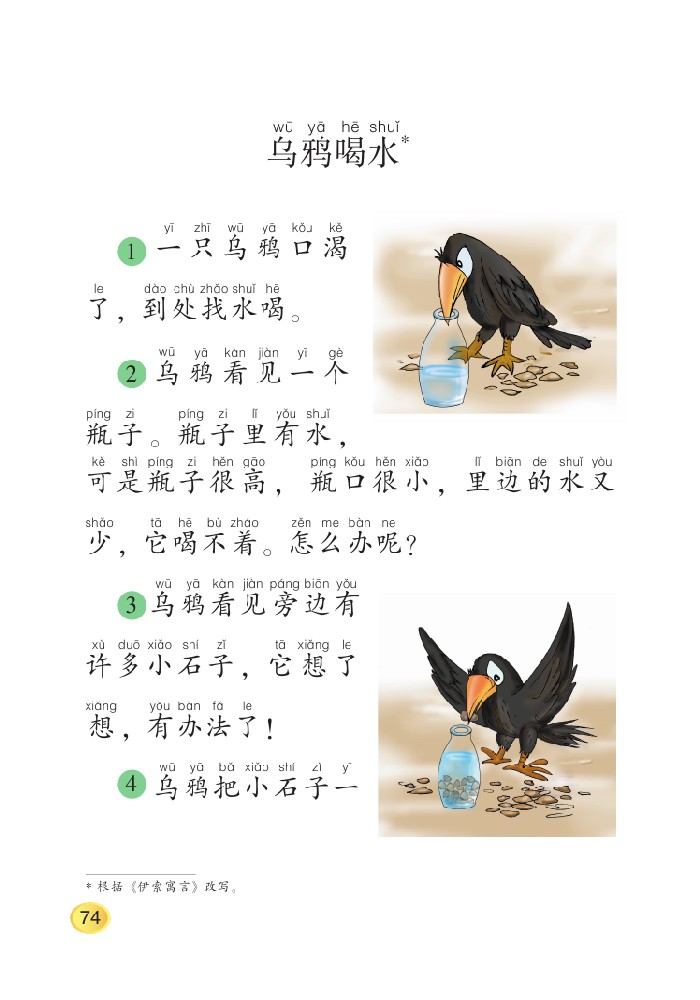 wū yā hē shuǐ
乌鸦喝水*
yī zhī wū yā kǒu kě
1 一只乌鸦口渴
le dào chù zhǎo shuǐ hē
了，到处找水喝。
wū yā kàn jiàn yī gè
2 乌鸦看见一个
píng zi píng zi lǐ yǒu shuǐ
瓶子。瓶子里有水，
kě shì píng zi hěn gāo píng kǒu hěn xiǎo lǐ biān de shuǐ yòu
可是瓶子很高，瓶口很小，里边的水又
shǎo tā hē bù zháo zěn me bàn ne
少，它喝不着。怎么办呢？
wū yā kàn jiàn páng biān yǒu
3 乌鸦看见旁边有
xǔ duō xiǎo shí zǐ tā xiǎng le
许多小石子，它想了
xiǎng yǒu bàn fǎ le
想，有办法了！
wū yā bǎ xiǎo shí zǐ yī
4 乌鸦把小石子一
* 根据《伊索寓言》改写。
74